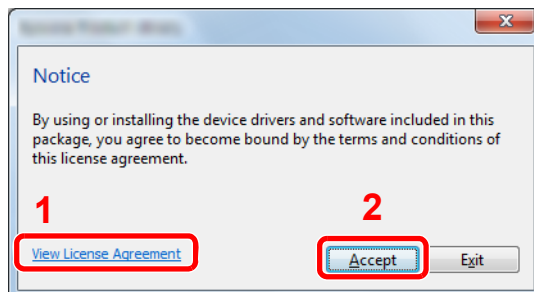 Notice
By using or installing the device drivers and software included in this
package, you agree to become bound by the terms and conditions of
this license agreement.
1
2
View License Agreement
Accept
Exit